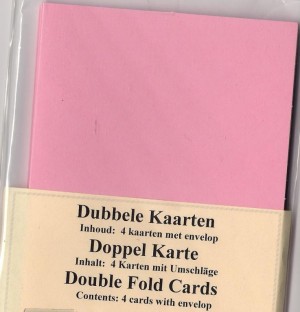 Dubbele Kaarten
Inhoud: 4 kaarten met envelop
Doppel Karte
Inhalt: 4 Karten mit Umschläge
Double Fold Cards
Contents: 4 cards with envelop